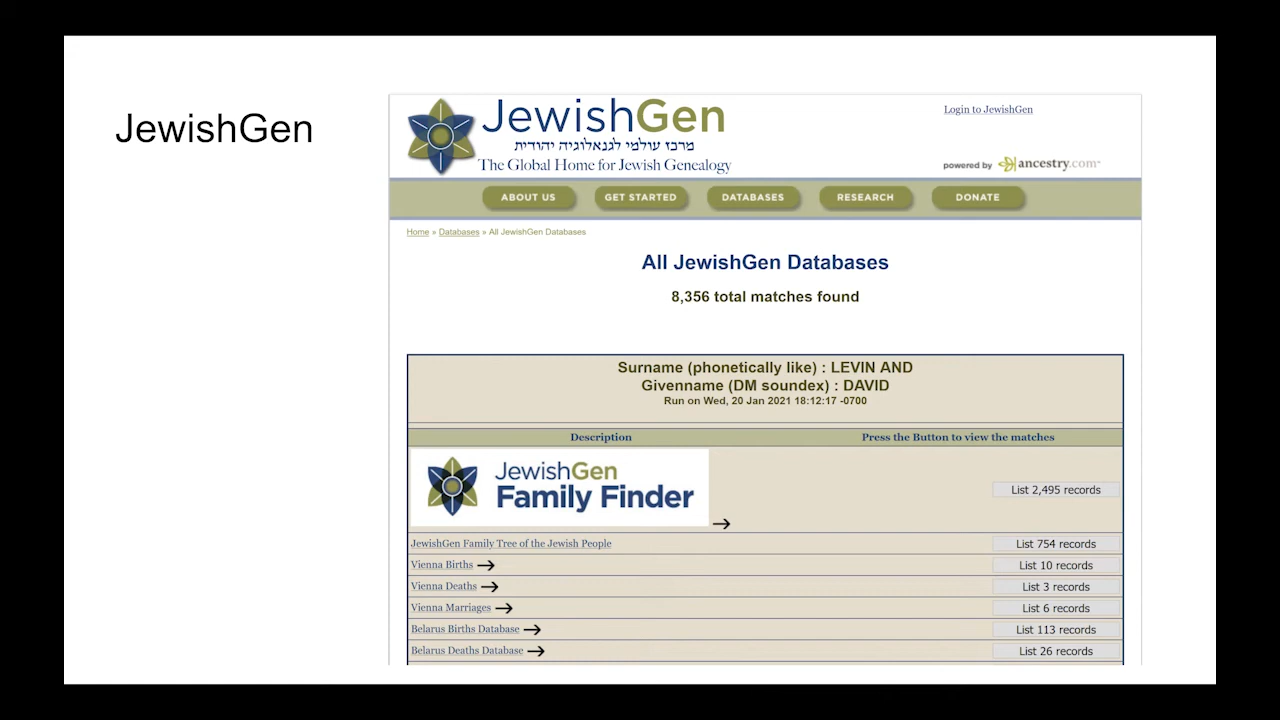 JewishGen
JewishGen
מרכז עולמי לגנאלוגיה יהודית
The Global Home for Jewish Genealogy
Login to JewishGen
powered by ancestry.com
ABOUT US GET STARTED DATABASES RESEARCH DONATE
Home » Databases » All JewishGen Databases
All JewishGen Databases
8,356 total matches found
Surname (phonetically like) : LEVIN AND
Givenname (DM soundex) : DAVID
Run on Wed, 20 Jan 2021 18:12:17 -0700
Description Press the Button to view the matches
JewishGen
Family Finder
List 2,495 records
JewishGen Family Tree of the Jewish People List 754 records
Vienna Births List 10 records
Vienna Deaths List 3 records
Vienna Marriages List 6 records
Belarus Births Database List 113 records
Belarus Deaths Database List 26 records